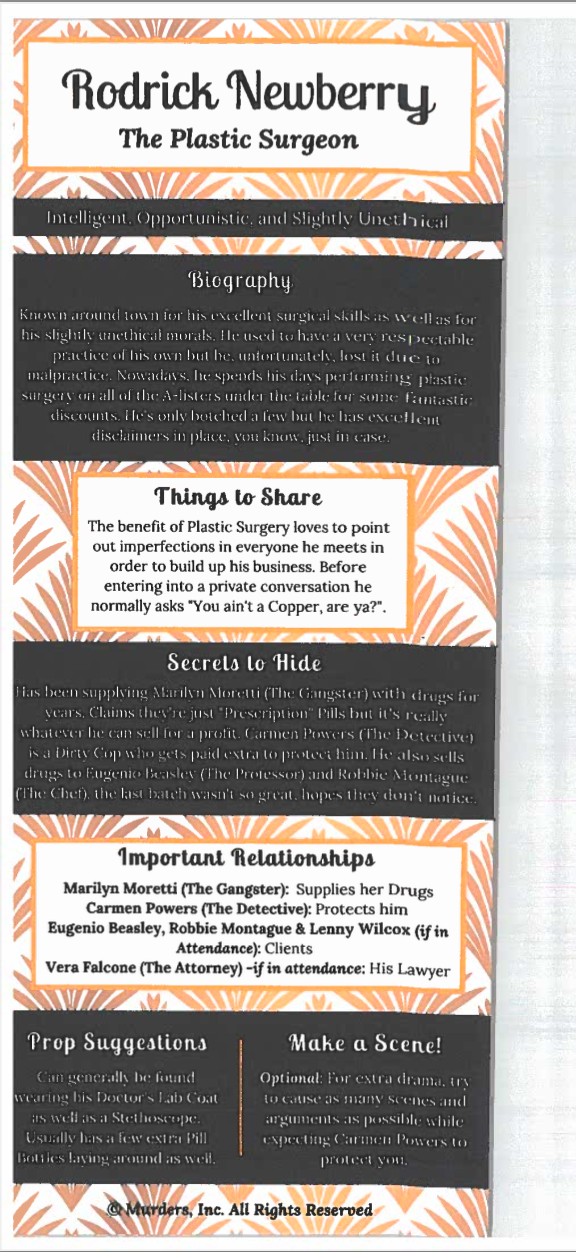 Rodrick Newberry
The Plastic Surgeon
Intelligent, Opportunistic, and Slightly Unethical
Biography
Known around town for his excellent surgical skills as well as for
his slightly unethical morals. He used to have a very respectable
practice of his own but he, unfortunately, lost it due to
malpractice. Nowadays, he spends his days performing plastic
surgery on all of the A-listers under the table for some fantastic
discounts. He's only botched a few but he has excellent
disclaimers in place, you know, just in case.
Things to Share
The benefit of Plastic Surgery loves to point
out imperfections in everyone he meets in
order to build up his business. Before
entering into a private conversation he
normally asks "You ain't a Copper, are ya?".
Secrets to Hide
Has been supplying Marilyn Moretti (The Gangster) with drugs for
years. Claims they're just "Prescription" Pills but it's really
whatever he can sell for a profit. Carmen Powers (The Detective)
is a Dirty Cop who gets paid extra to protect him. He also sells
drugs to Eugenio Beasley (The Professor) and Robbie Montague
(The Chef), the last batch wasn't so great, hopes they don't notice.
Important Relationships
Marilyn Moretti (The Gangster): Supplies her Drugs
Carmen Powers (The Detective): Protects him
Eugenio Beasley, Robbie Montague & Lenny Wilcox (if in
Attendance): Clients
Vera Falcone (The Attorney) -if in attendance: His Lawyer
Prop Suggestions
Can generally be found
wearing his Doctor's Lab Coat
as well as a Stethoscope.
Usually has a few extra Pill
Bottles laying around as well.
Make a Scene!
Optional: For extra drama, try
to cause as many scenes and
arguments as possible while
expecting Carmen Powers to
protect you.
© Murders, Inc. All Rights Reserved